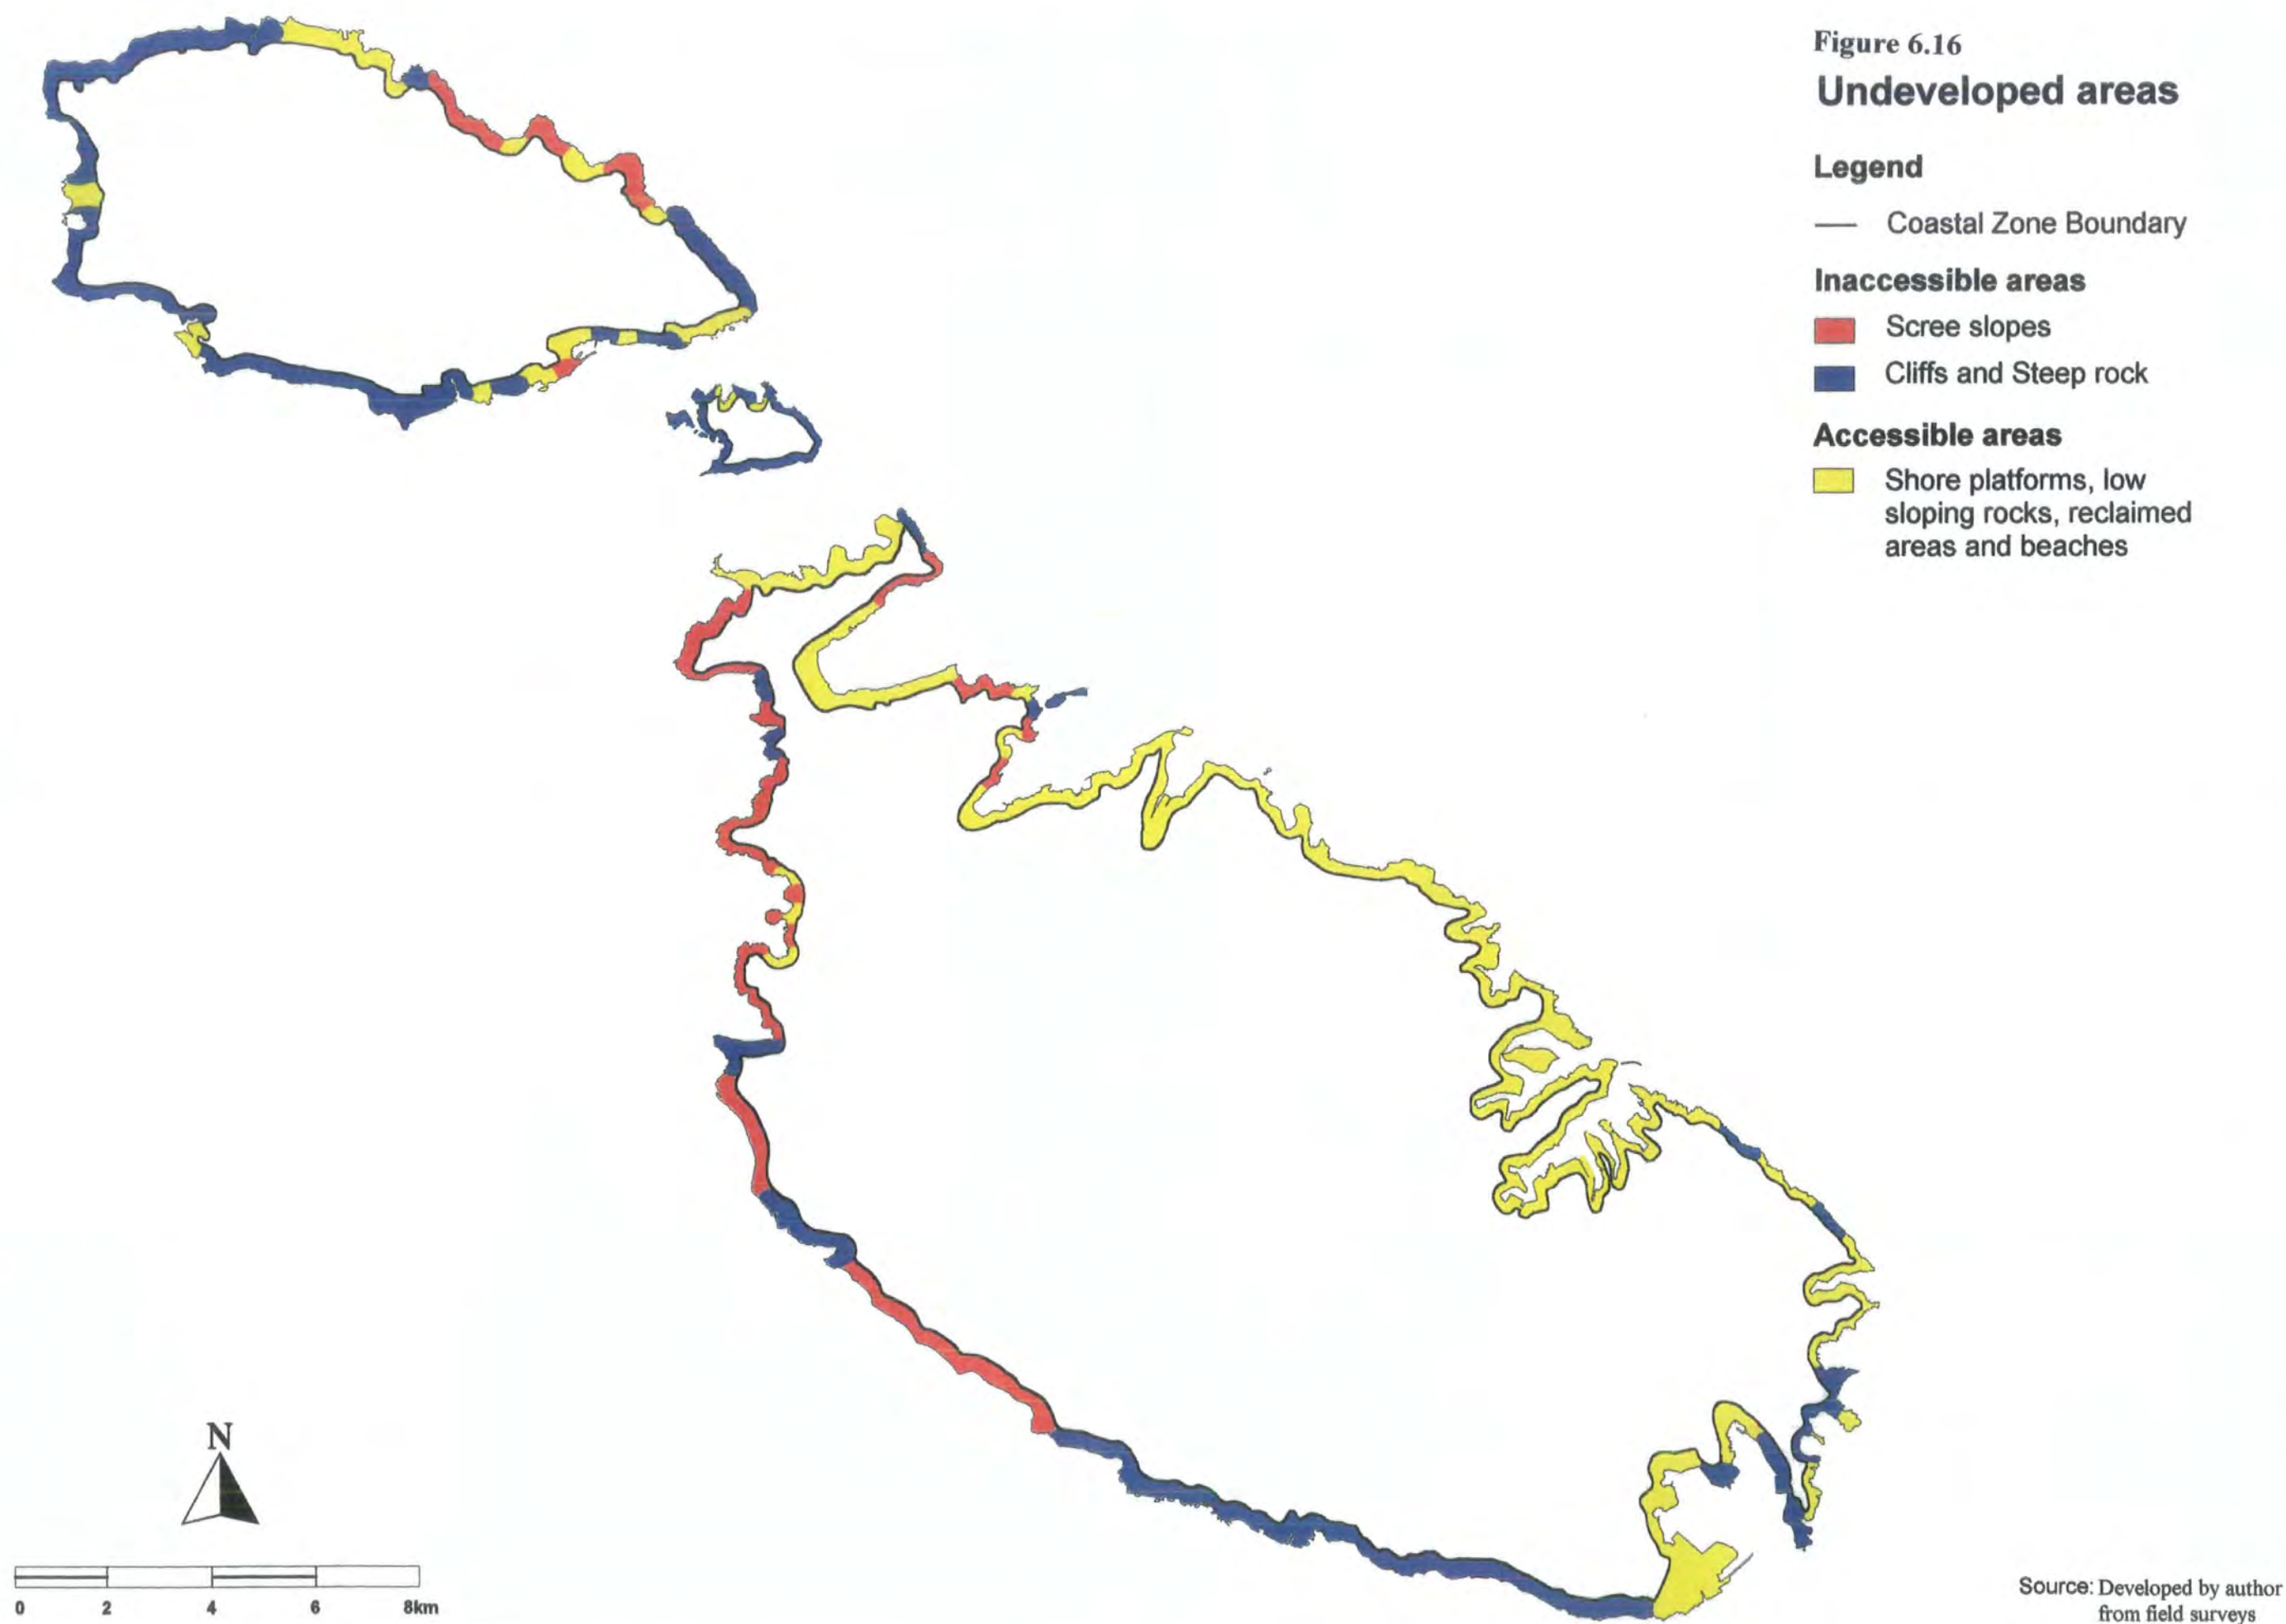 Figure 6.16
Undeveloped areas
Legend
Coastal Zone Boundary
Inaccessible areas
Scree slopes
Cliffs and Steep rock
Accessible areas
Shore platforms, low
sloping rocks, reclaimed
areas and beaches
N
0 2 4 6 8km
Source: Developed by author
from field surveys